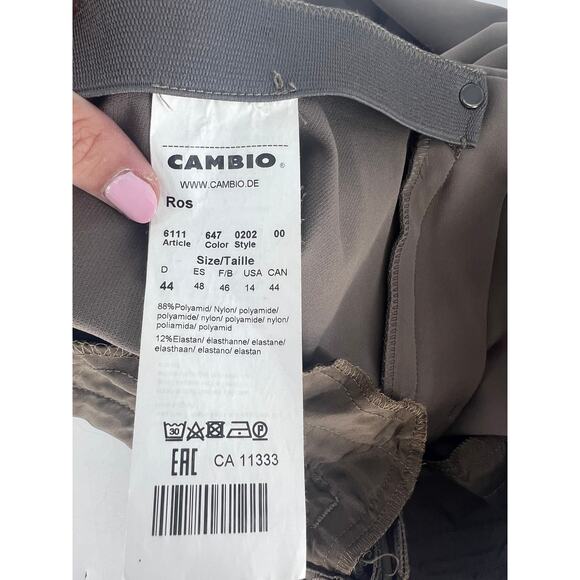 CAMBIO®
WWW.CAMBIO.DE
Ros
6111 647 0202 00
Article Color Style
Size/Taille
D ES F/B USA CAN
44 48 46 14 44
88%Polyamid/ Nylon/ polyamide/
polyamide/ nylon/ polyamide/ nylon/
poliamida/ polyamid
12%Elastan/ élasthanne/ elastane/
elasthaan/ elastano/ elastan
30 P
EAC CA 11333